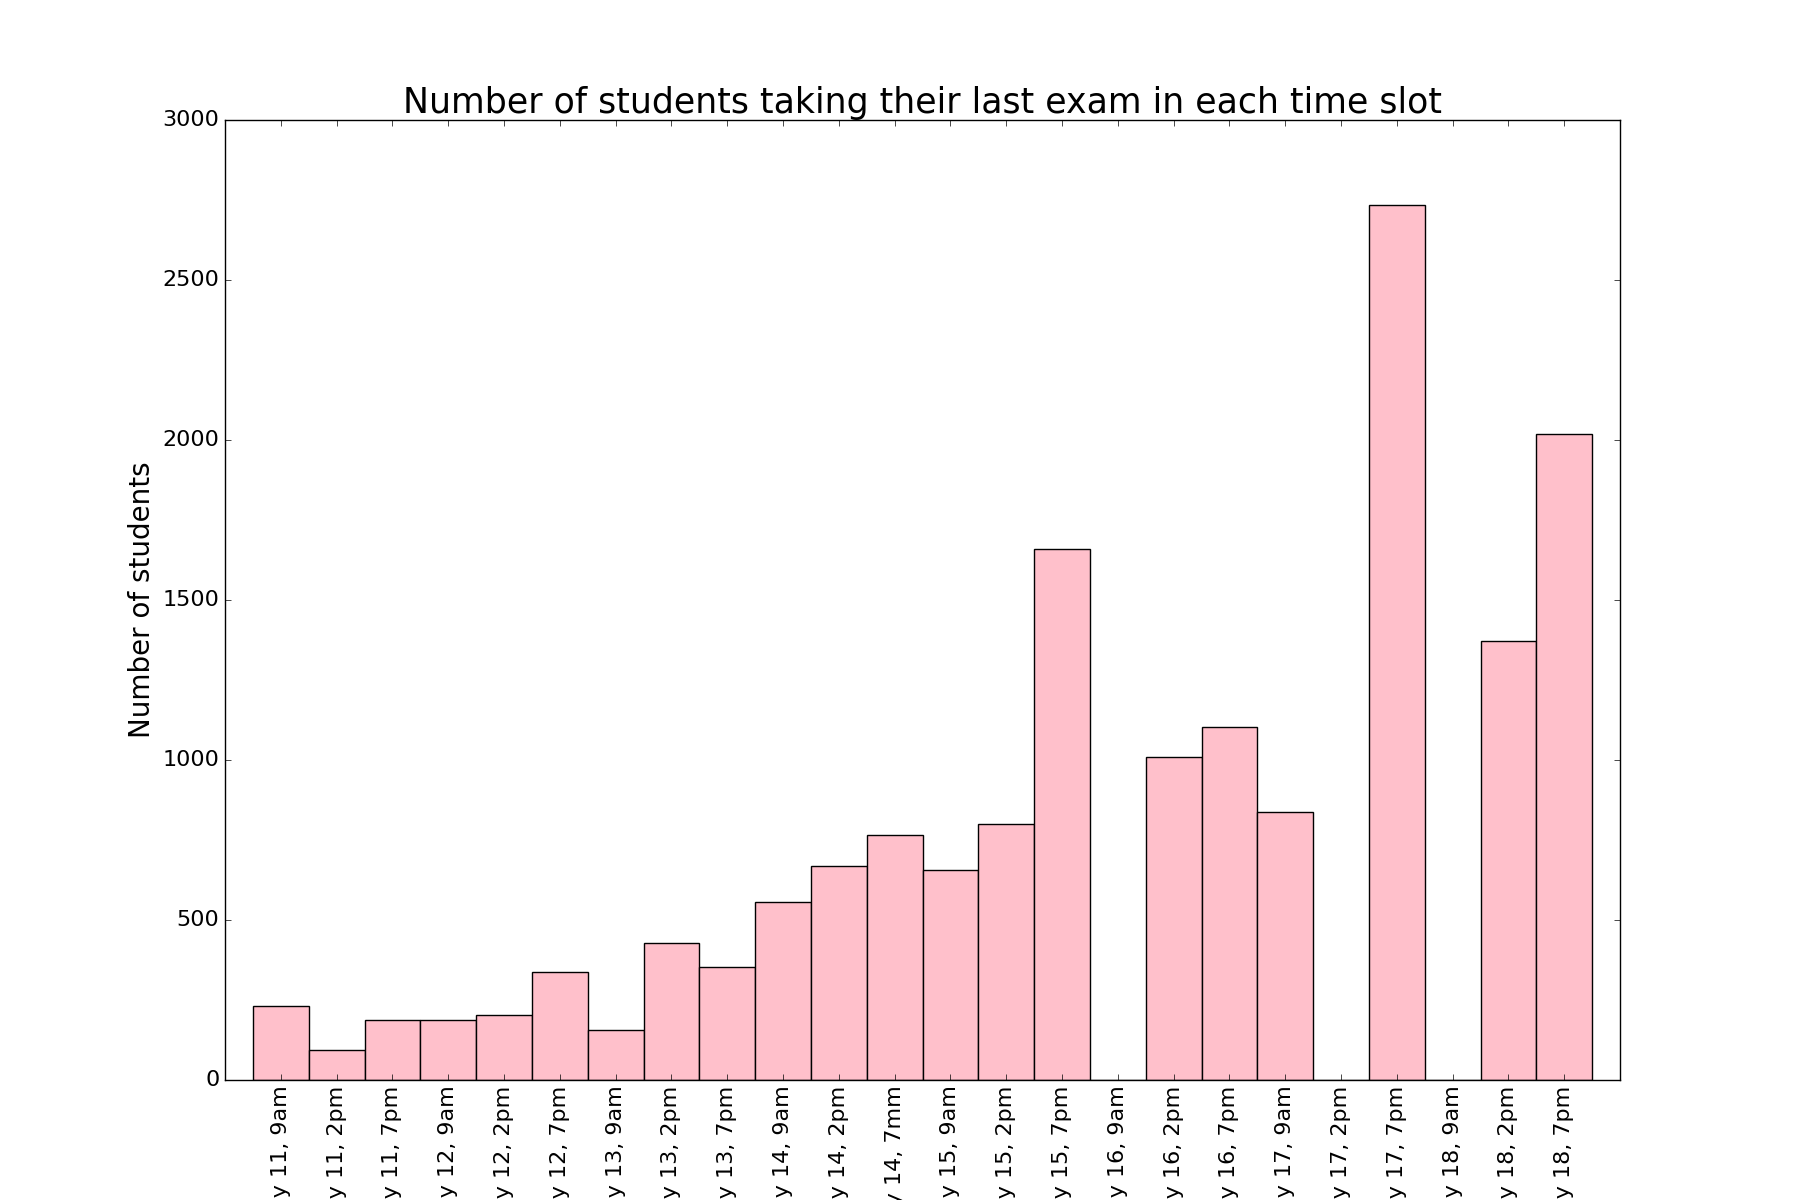 Number of students taking their last exam in each time slot
Number of students
3000
2500
2000
1500
1000
500
0
y 11, 9am
y 11, 2pm
y 11, 7pm
y 12, 9am
y 12, 2pm
y 12, 7pm
y 13, 9am
y 13, 2pm
y 13, 7pm
y 14, 9am
y 14, 2pm
y 14, 7mm
y 15, 9am
y 15, 2pm
y 15, 7pm
y 16, 9am
y 16, 2pm
y 16, 7pm
y 17, 9am
y 17, 2pm
y 17, 7pm
y 18, 9am
y 18, 2pm
y 18, 7pm